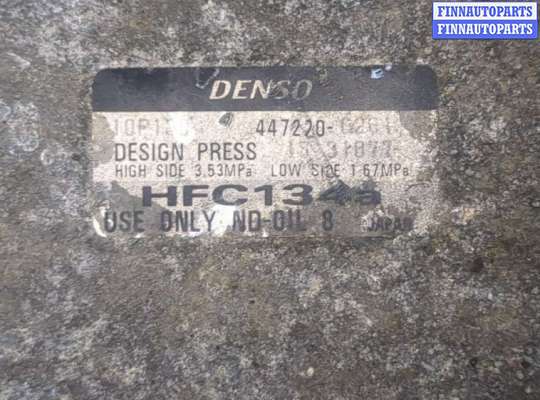 FINNAUTOPARTS
FINNAUTOPARTS
DENSO
447220-
DESIGN PRESS
HIGH SIDE 3.53MPa LOW SIDE 1.67MPa
HFC134a
USE ONLY ND-OIL 8 JAPAN